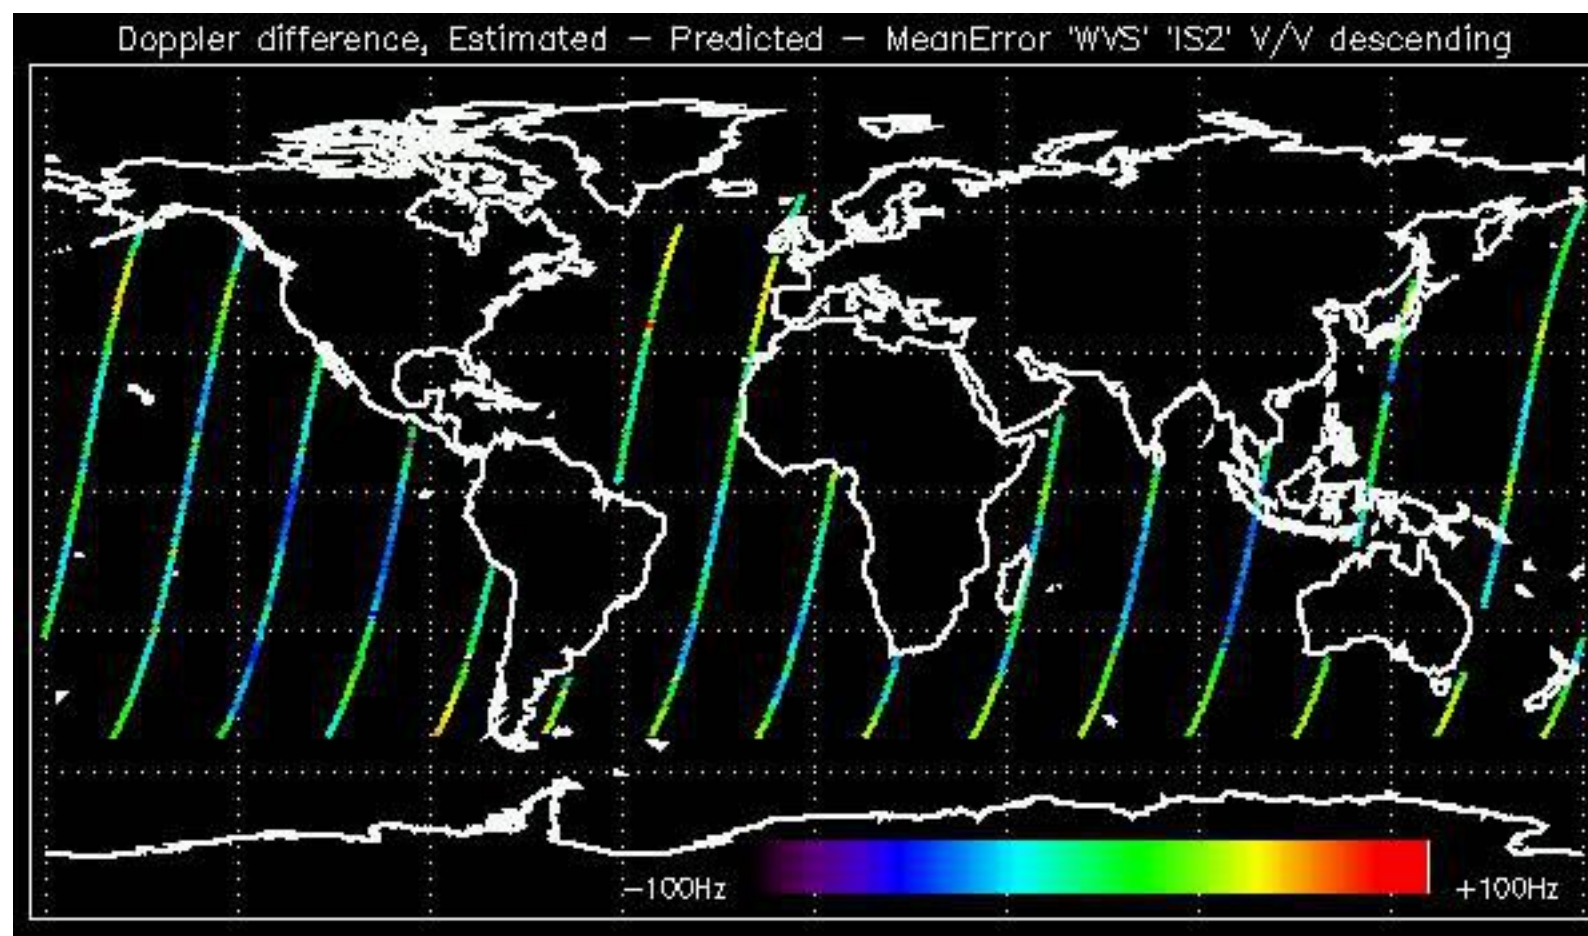 Doppler difference, Estimated – Predicted – MeanError 'WVS' 'IS2' V/V descending
–100Hz +100Hz